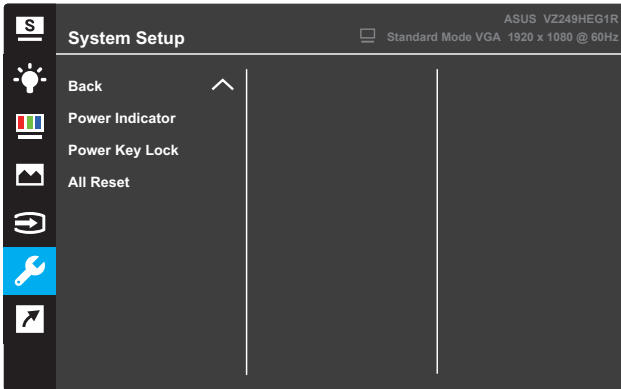 S
ASUS VZ249HEG1R
System Setup
Standard Mode VGA 1920 x 1080 @ 60Hz
Back
Power Indicator
Power Key Lock
All Reset